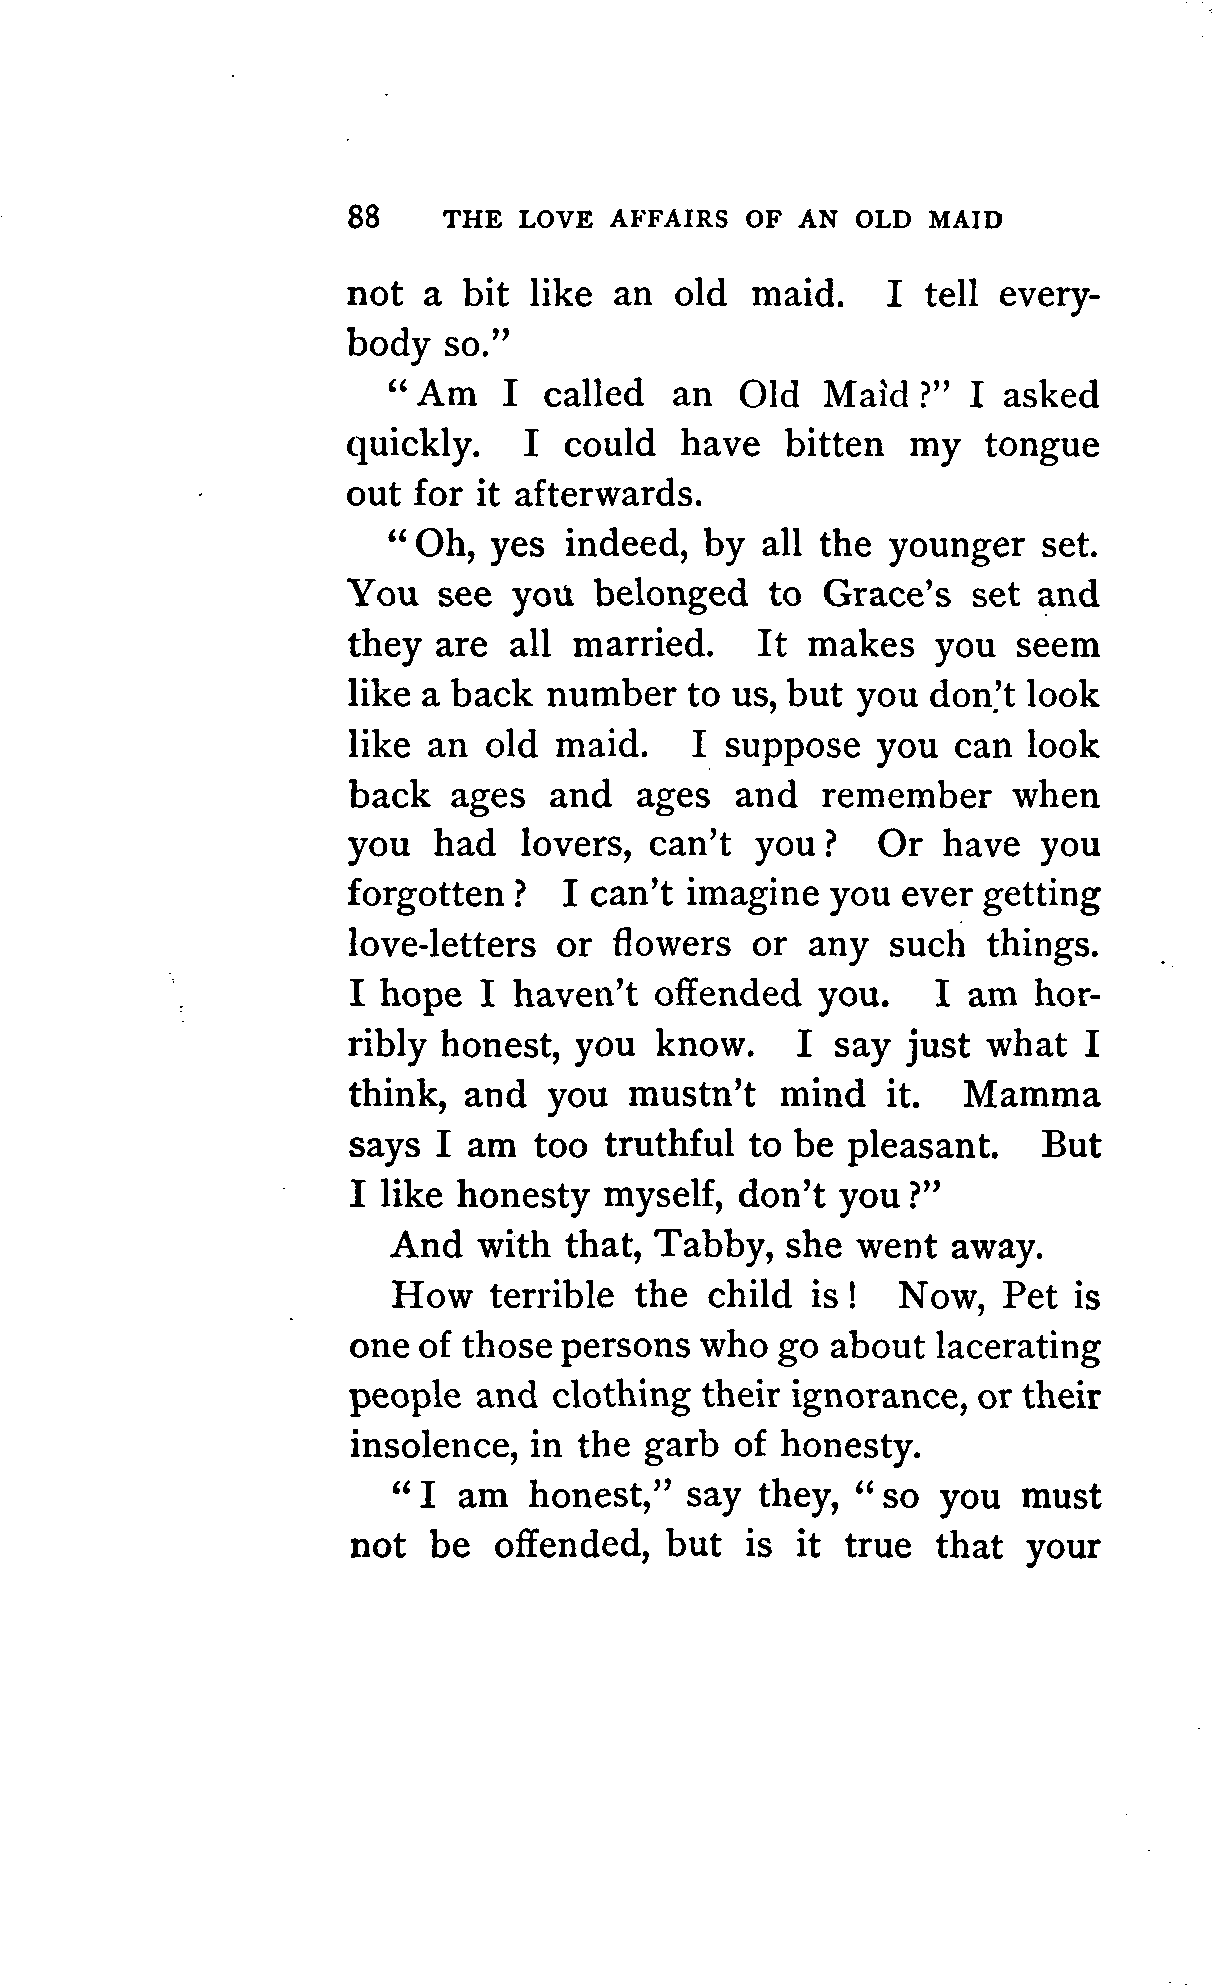 88 THE LOVE AFFAIRS OF AN OLD MAID
not a bit like an old maid. I tell every-
body so."
"Am I called an Old Maid?" I asked
quickly. I could have bitten my tongue
out for it afterwards.
"Oh, yes indeed, by all the younger set.
You see you belonged to Grace's set and
they are all married. It makes you seem
like a back number to us, but you don't look
like an old maid. I suppose you can look
back ages and ages and remember when
you had lovers, can't you? Or have you
forgotten? I can't imagine you ever getting
love-letters or flowers or any such things.
I hope I haven't offended you. I am hor-
ribly honest, you know. I say just what I
think, and you mustn't mind it. Mamma
says I am too truthful to be pleasant. But
I like honesty myself, don't you?"
And with that, Tabby, she went away.
How terrible the child is! Now, Pet is
one of those persons who go about lacerating
people and clothing their ignorance, or their
insolence, in the garb of honesty.
"I am honest," say they, "so you must
not be offended, but is it true that your